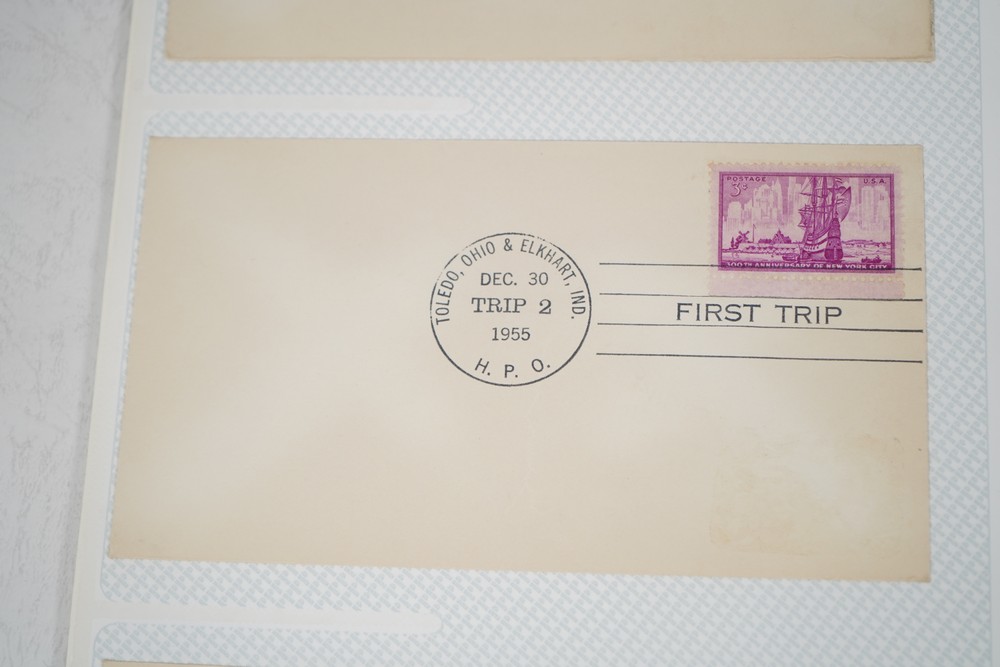 POSTAGE U.S.A.
3¢
300TH ANNIVERSARY OF NEW YORK CITY
TOLEDO, OHIO & ELKHART, IND.
DEC. 30
TRIP 2
1955
H. P. O.
FIRST TRIP